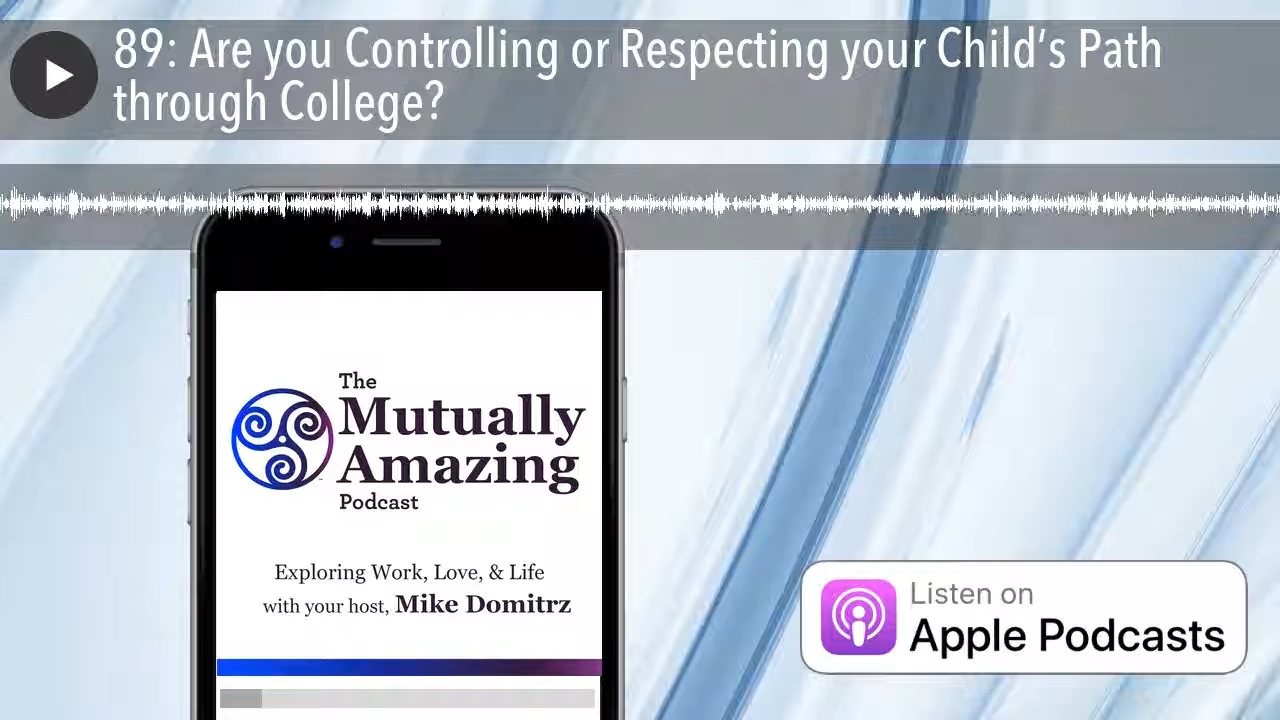 89: Are you Controlling or Respecting your Child’s Path
through College?
The
Mutually
Amazing
Podcast
Exploring Work, Love, & Life
with your host, Mike Domitrz
Listen on
Apple Podcasts